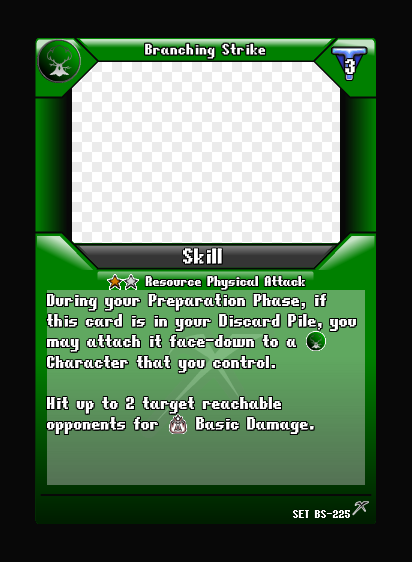 Branching Strike
3
Skill
Resource Physical Attack
During your Preparation Phase, if
this card is in your Discard Pile, you
may attach it face-down to a
Character that you control.
Hit up to 2 target reachable
opponents for Basic Damage.
SET BS-225